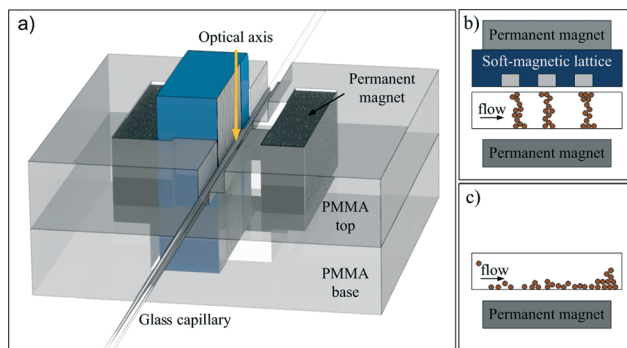 a)
Optical axis
Permanent
magnet
PMMA
top
PMMA
base
Glass capillary
b)
Permanent magnet
Soft-magnetic lattice
flow
Permanent magnet
c)
flow
Permanent magnet